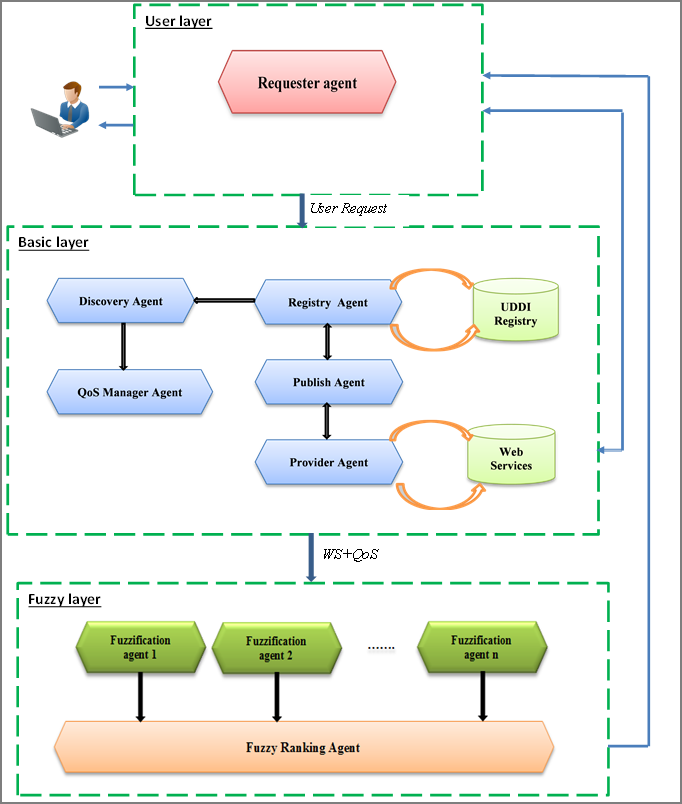 User layer
Requester agent
User Request
Basic layer
Discovery Agent
Registry Agent
UDDI
Registry
QoS Manager Agent
Publish Agent
Provider Agent
Web
Services
WS+QoS
Fuzzy layer
Fuzzification
agent 1
Fuzzification
agent 2
.......
Fuzzification
agent n
Fuzzy Ranking Agent